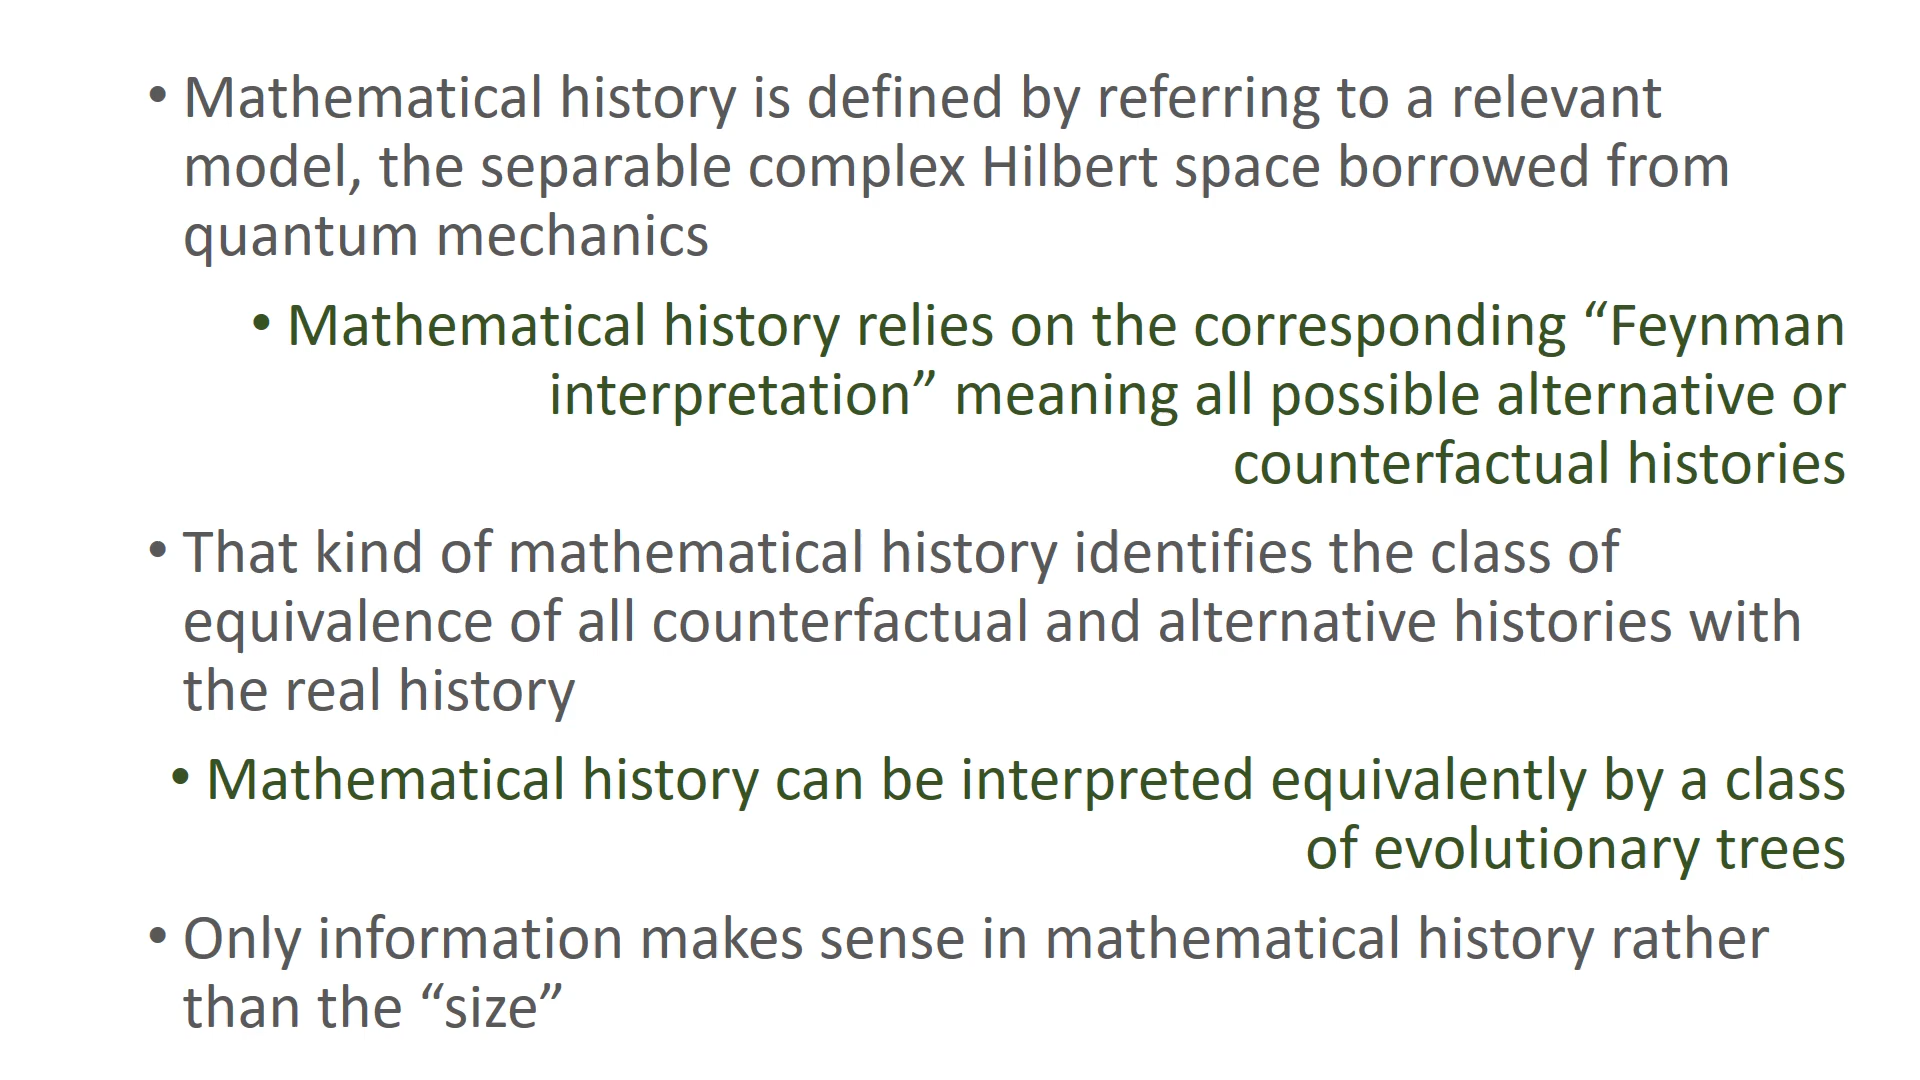 • Mathematical history is defined by referring to a relevant
model, the separable complex Hilbert space borrowed from
quantum mechanics
• Mathematical history relies on the corresponding “Feynman
interpretation” meaning all possible alternative or
counterfactual histories
• That kind of mathematical history identifies the class of
equivalence of all counterfactual and alternative histories with
the real history
• Mathematical history can be interpreted equivalently by a class
of evolutionary trees
• Only information makes sense in mathematical history rather
than the “size”